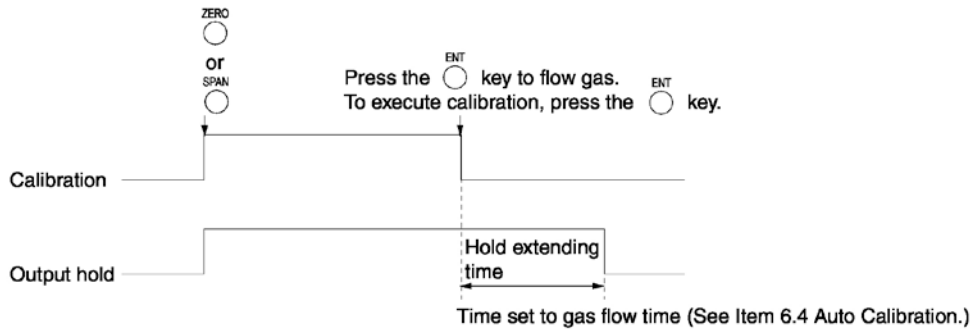 ZERO
or
SPAN
ENT
Press the key to flow gas.
ENT
To execute calibration, press the key.
Calibration
Output hold
Hold extending
time
Time set to gas flow time (See Item 6.4 Auto Calibration.)